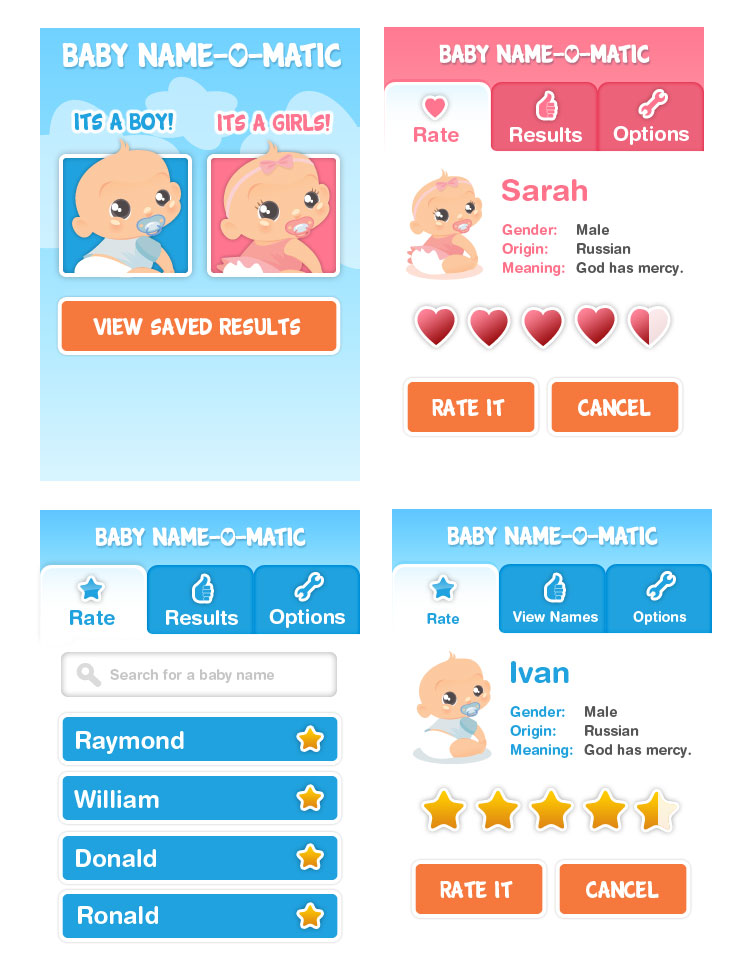 BABY NAME-O-MATIC
ITS A BOY!
ITS A GIRLS!
VIEW SAVED RESULTS
BABY NAME-O-MATIC
Rate
Results
Options
Sarah
Gender: Male
Origin: Russian
Meaning: God has mercy.
RATE IT
CANCEL
BABY NAME-O-MATIC
Rate
Results
Options
Search for a baby name
Raymond
William
Donald
Ronald
BABY NAME-O-MATIC
Rate
View Names
Options
Ivan
Gender: Male
Origin: Russian
Meaning: God has mercy.
RATE IT
CANCEL